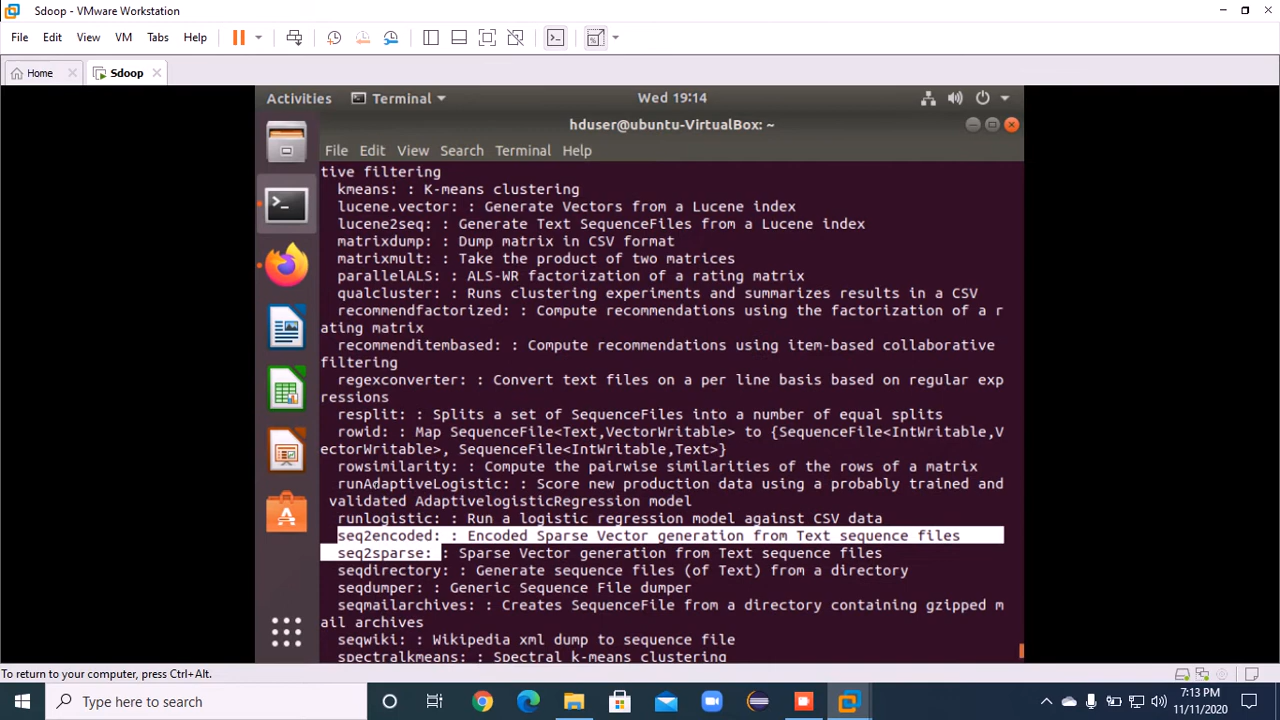 Sdoop - VMware Workstation
File Edit View VM Tabs Help
Home Sdoop
Activities Terminal Wed 19:14
hduser@ubuntu-VirtualBox: ~
File Edit View Search Terminal Help
tive filtering
kmeans: : K-means clustering
lucene.vector: : Generate Vectors from a Lucene index
lucene2seq: : Generate Text SequenceFiles from a Lucene index
matrixdump: : Dump matrix in CSV format
matrixmult: : Take the product of two matrices
parallelALS: : ALS-WR factorization of a rating matrix
qualcluster: : Runs clustering experiments and summarizes results in a CSV
recommendfactorized: : Compute recommendations using the factorization of a r
ating matrix
recommenditembased: : Compute recommendations using item-based collaborative
filtering
regexconverter: : Convert text files on a per line basis based on regular exp
ressions
resplit: : Splits a set of SequenceFiles into a number of equal splits
rowid: : Map SequenceFile<Text,VectorWritable> to {SequenceFile<IntWritable,V
ectorWritable>, SequenceFile<IntWritable,Text>}
rowsimilarity: : Compute the pairwise similarities of the rows of a matrix
runAdaptiveLogistic: : Score new production data using a probably trained and
validated AdaptivelogisticRegression model
runlogistic: : Run a logistic regression model against CSV data
seq2encoded: : Encoded Sparse Vector generation from Text sequence files
seq2sparse: : Sparse Vector generation from Text sequence files
seqdirectory: : Generate sequence files (of Text) from a directory
seqdumper: : Generic Sequence File dumper
seqmailarchives: : Creates SequenceFile from a directory containing gzipped m
ail archives
seqwiki: : Wikipedia xml dump to sequence file
spectralkmeans: : Spectral k-means clustering
To return to your computer, press Ctrl+Alt.
Type here to search
7:13 PM
11/11/2020